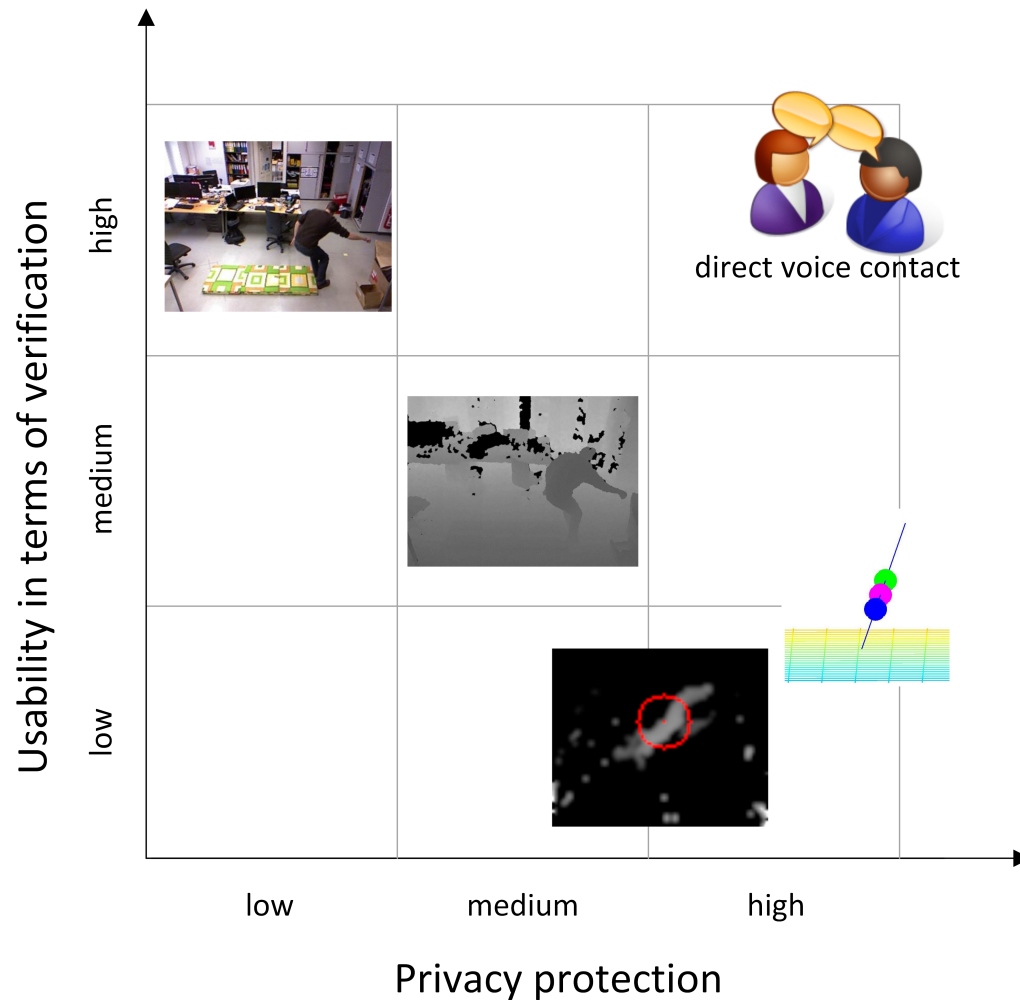 Usability in terms of verification
high
medium
low
direct voice contact
low
medium
high
Privacy protection